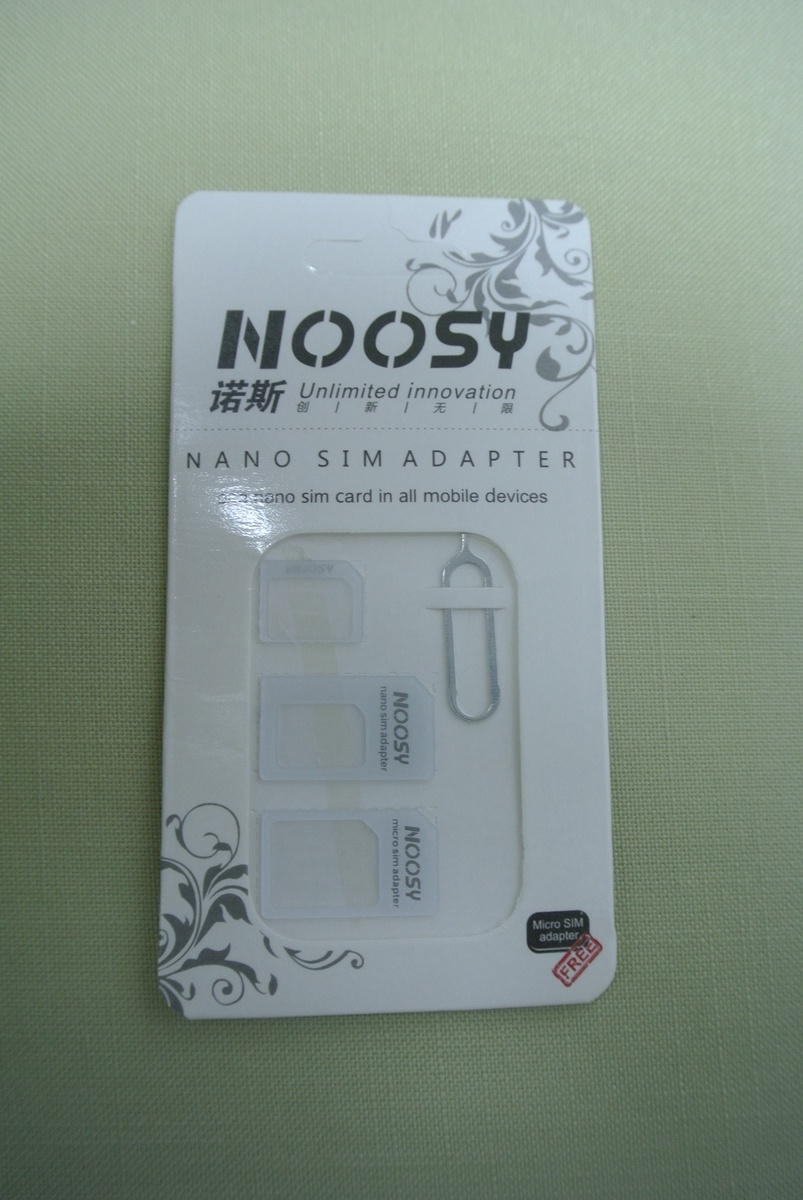 NOOSY
诺斯 Unlimited innovation
创 | 新 | 无 | 限
NANO SIM ADAPTER
nano sim card in all mobile devices
NOOSY
NOOSY
nano sim adapter
NOOSY
micro sim adapter
Micro SIM
adapter
FREE